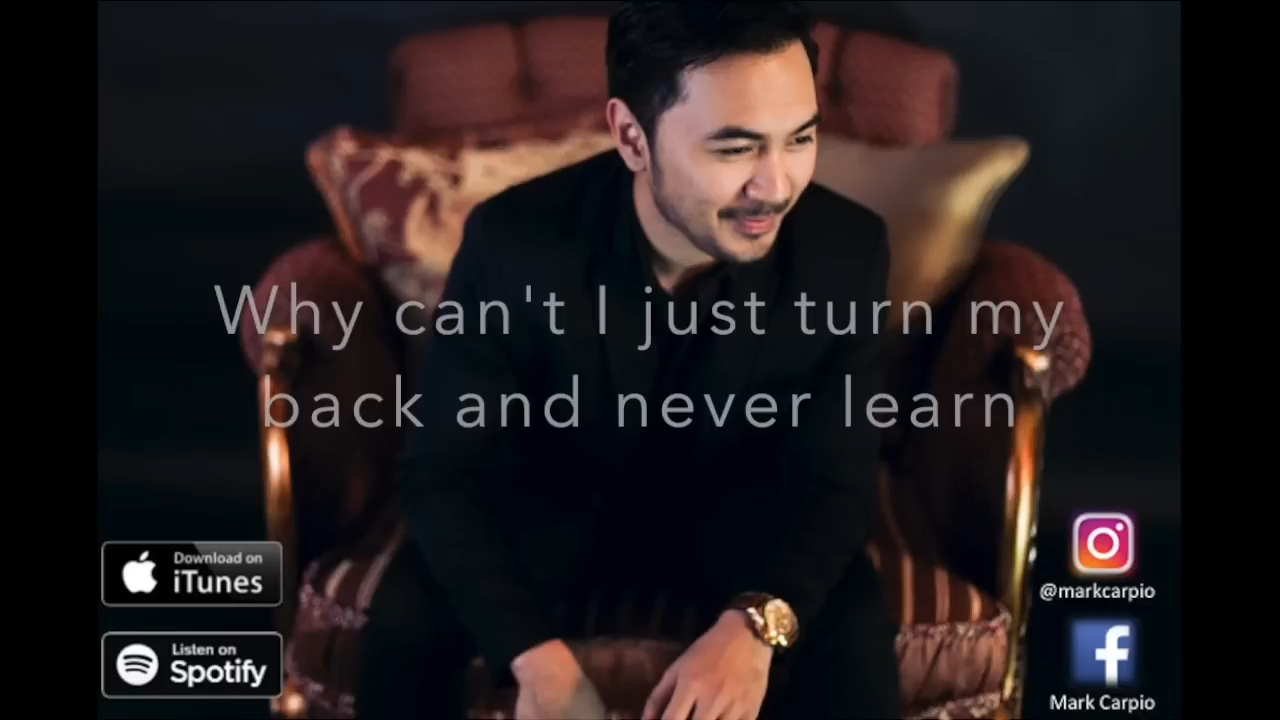 Why can't I just turn my
back and never learn
Download on
iTunes
Listen on
Spotify
@markcarpio
Mark Carpio